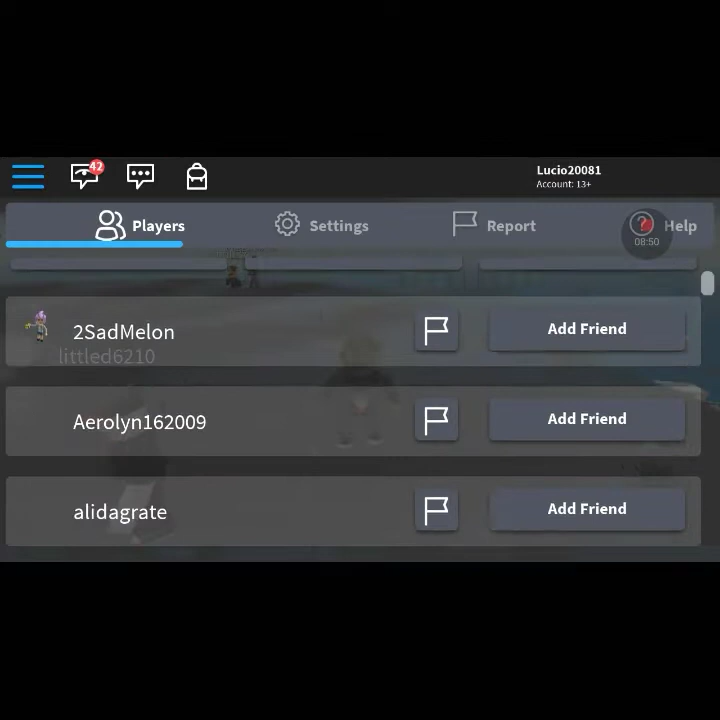 42
Lucio20081
Account: 13+
Players
Settings
Report
Help
08:50
2SadMelon
Add Friend
littled6210
Aerolyn162009
Add Friend
alidagrate
Add Friend